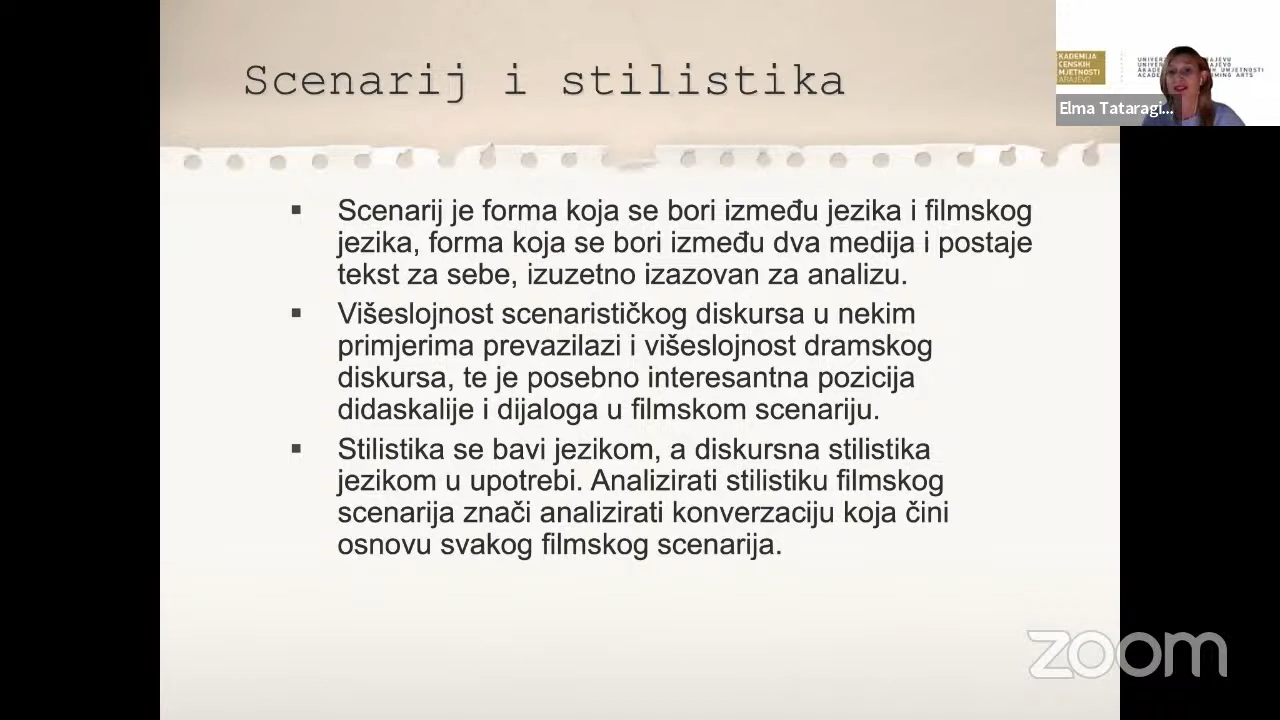 Scenarij i stilistika
▪ Scenarij je forma koja se bori između jezika i filmskog
jezika, forma koja se bori između dva medija i postaje
tekst za sebe, izuzetno izazovan za analizu.
▪ Višeslojnost scenarističkog diskursa u nekim
primjerima prevazilazi i višeslojnost dramskog
diskursa, te je posebno interesantna pozicija
didaskalije i dijaloga u filmskom scenariju.
▪ Stilistika se bavi jezikom, a diskursna stilistika
jezikom u upotrebi. Analizirati stilistiku filmskog
scenarija znači analizirati konverzaciju koja čini
osnovu svakog filmskog scenarija.
KADEMIJA
CENSKIH
MJETNOSTI
Elma Tataragi...
zoom